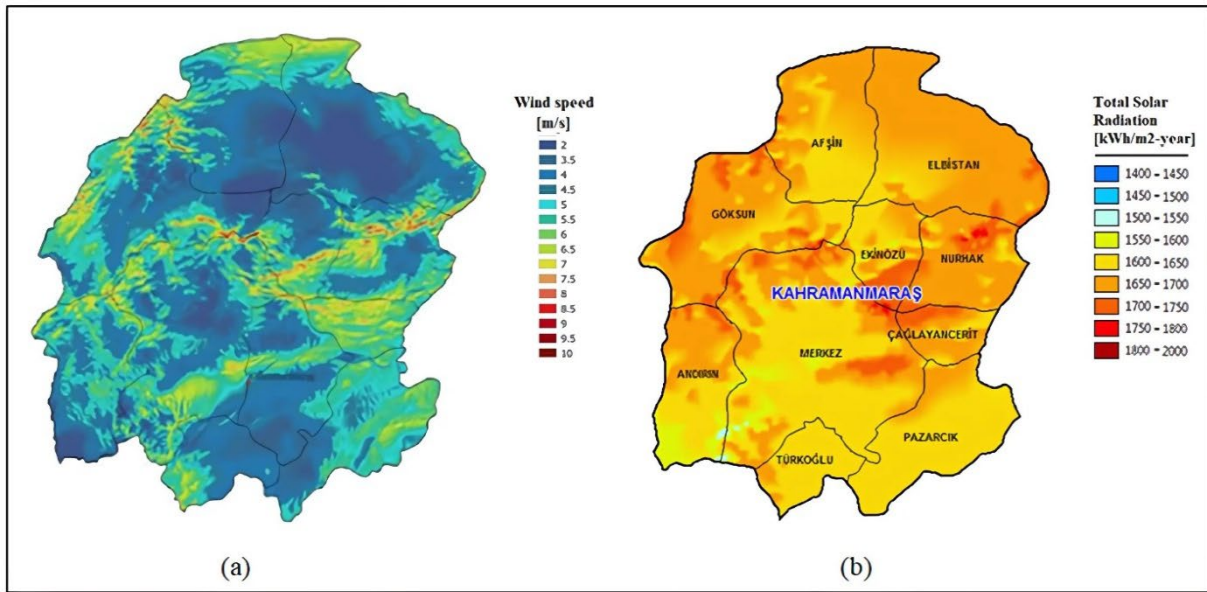 Wind speed
[m/s]
2
3.5
4
4.5
5
5.5
6
6.5
7
7.5
8
8.5
9
9.5
10
(a)
AFŞİN
ELBİSTAN
GÖKSUN
EKİNÖZÜ
NURHAK
KAHRAMANMARAŞ
ÇAĞLAYANCERİT
MERKEZ
ANDIRIN
PAZARCIK
TÜRKOĞLU
Total Solar
Radiation
[kWh/m2-year]
1400 - 1450
1450 - 1500
1500 - 1550
1550 - 1600
1600 - 1650
1650 - 1700
1700 - 1750
1750 - 1800
1800 - 2000
(b)